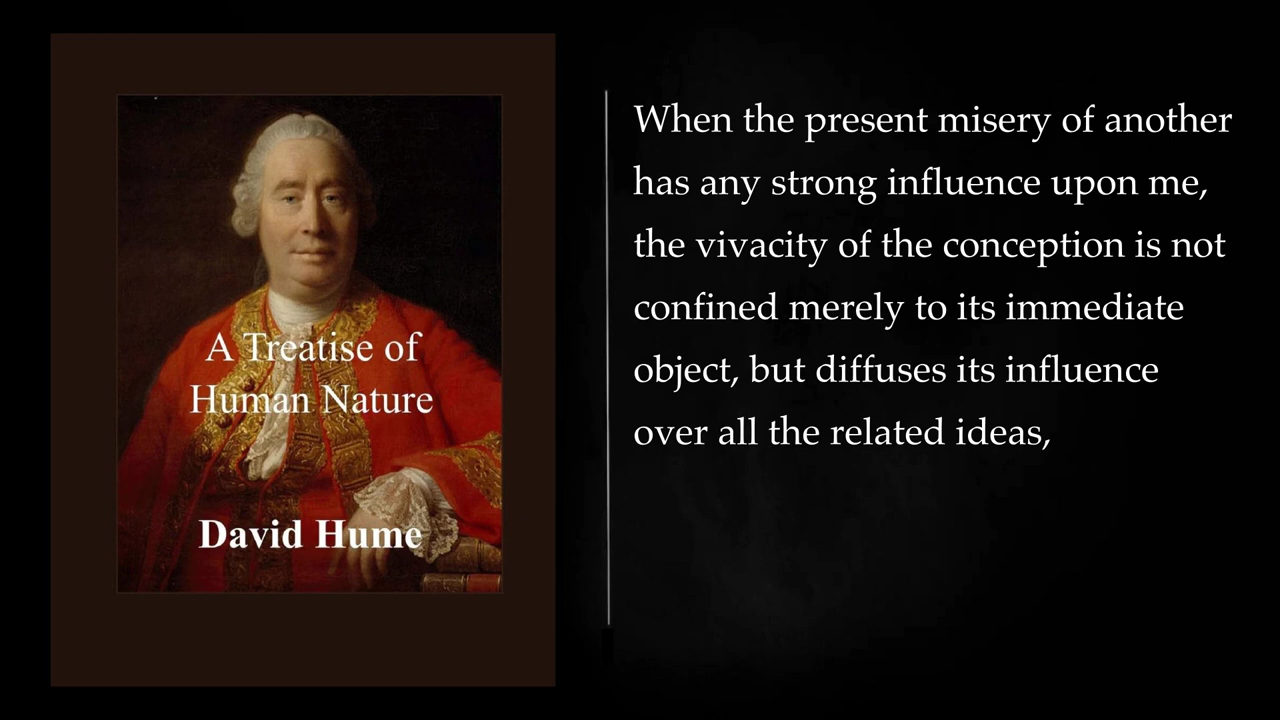 A Treatise of
Human Nature
David Hume
When the present misery of another
has any strong influence upon me,
the vivacity of the conception is not
confined merely to its immediate
object, but diffuses its influence
over all the related ideas,